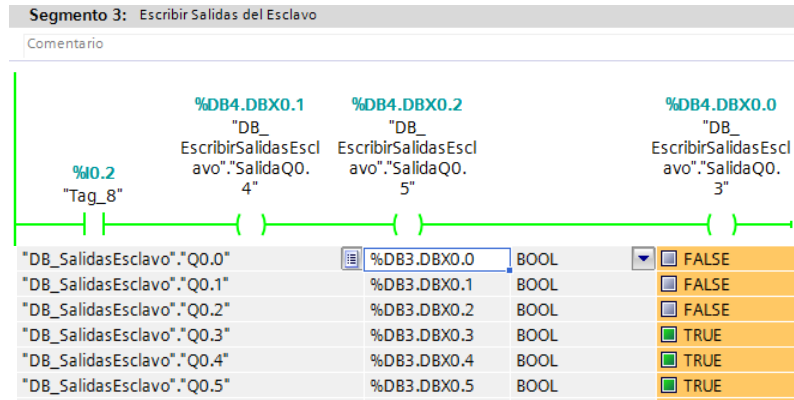 Segmento 3: Escribir Salidas del Esclavo
Comentario
%DB4.DBX0.1 %DB4.DBX0.2 %DB4.DBX0.0
"DB_ "DB_ "DB_
EscribirSalidasEscl EscribirSalidasEscl EscribirSalidasEscl
%I0.2 avo"."SalidaQ0. avo"."SalidaQ0. avo"."SalidaQ0.
"Tag_8" 4" 5" 3"
"DB_SalidasEsclavo"."Q0.0" %DB3.DBX0.0 BOOL FALSE
"DB_SalidasEsclavo"."Q0.1" %DB3.DBX0.1 BOOL FALSE
"DB_SalidasEsclavo"."Q0.2" %DB3.DBX0.2 BOOL FALSE
"DB_SalidasEsclavo"."Q0.3" %DB3.DBX0.3 BOOL TRUE
"DB_SalidasEsclavo"."Q0.4" %DB3.DBX0.4 BOOL TRUE
"DB_SalidasEsclavo"."Q0.5" %DB3.DBX0.5 BOOL TRUE